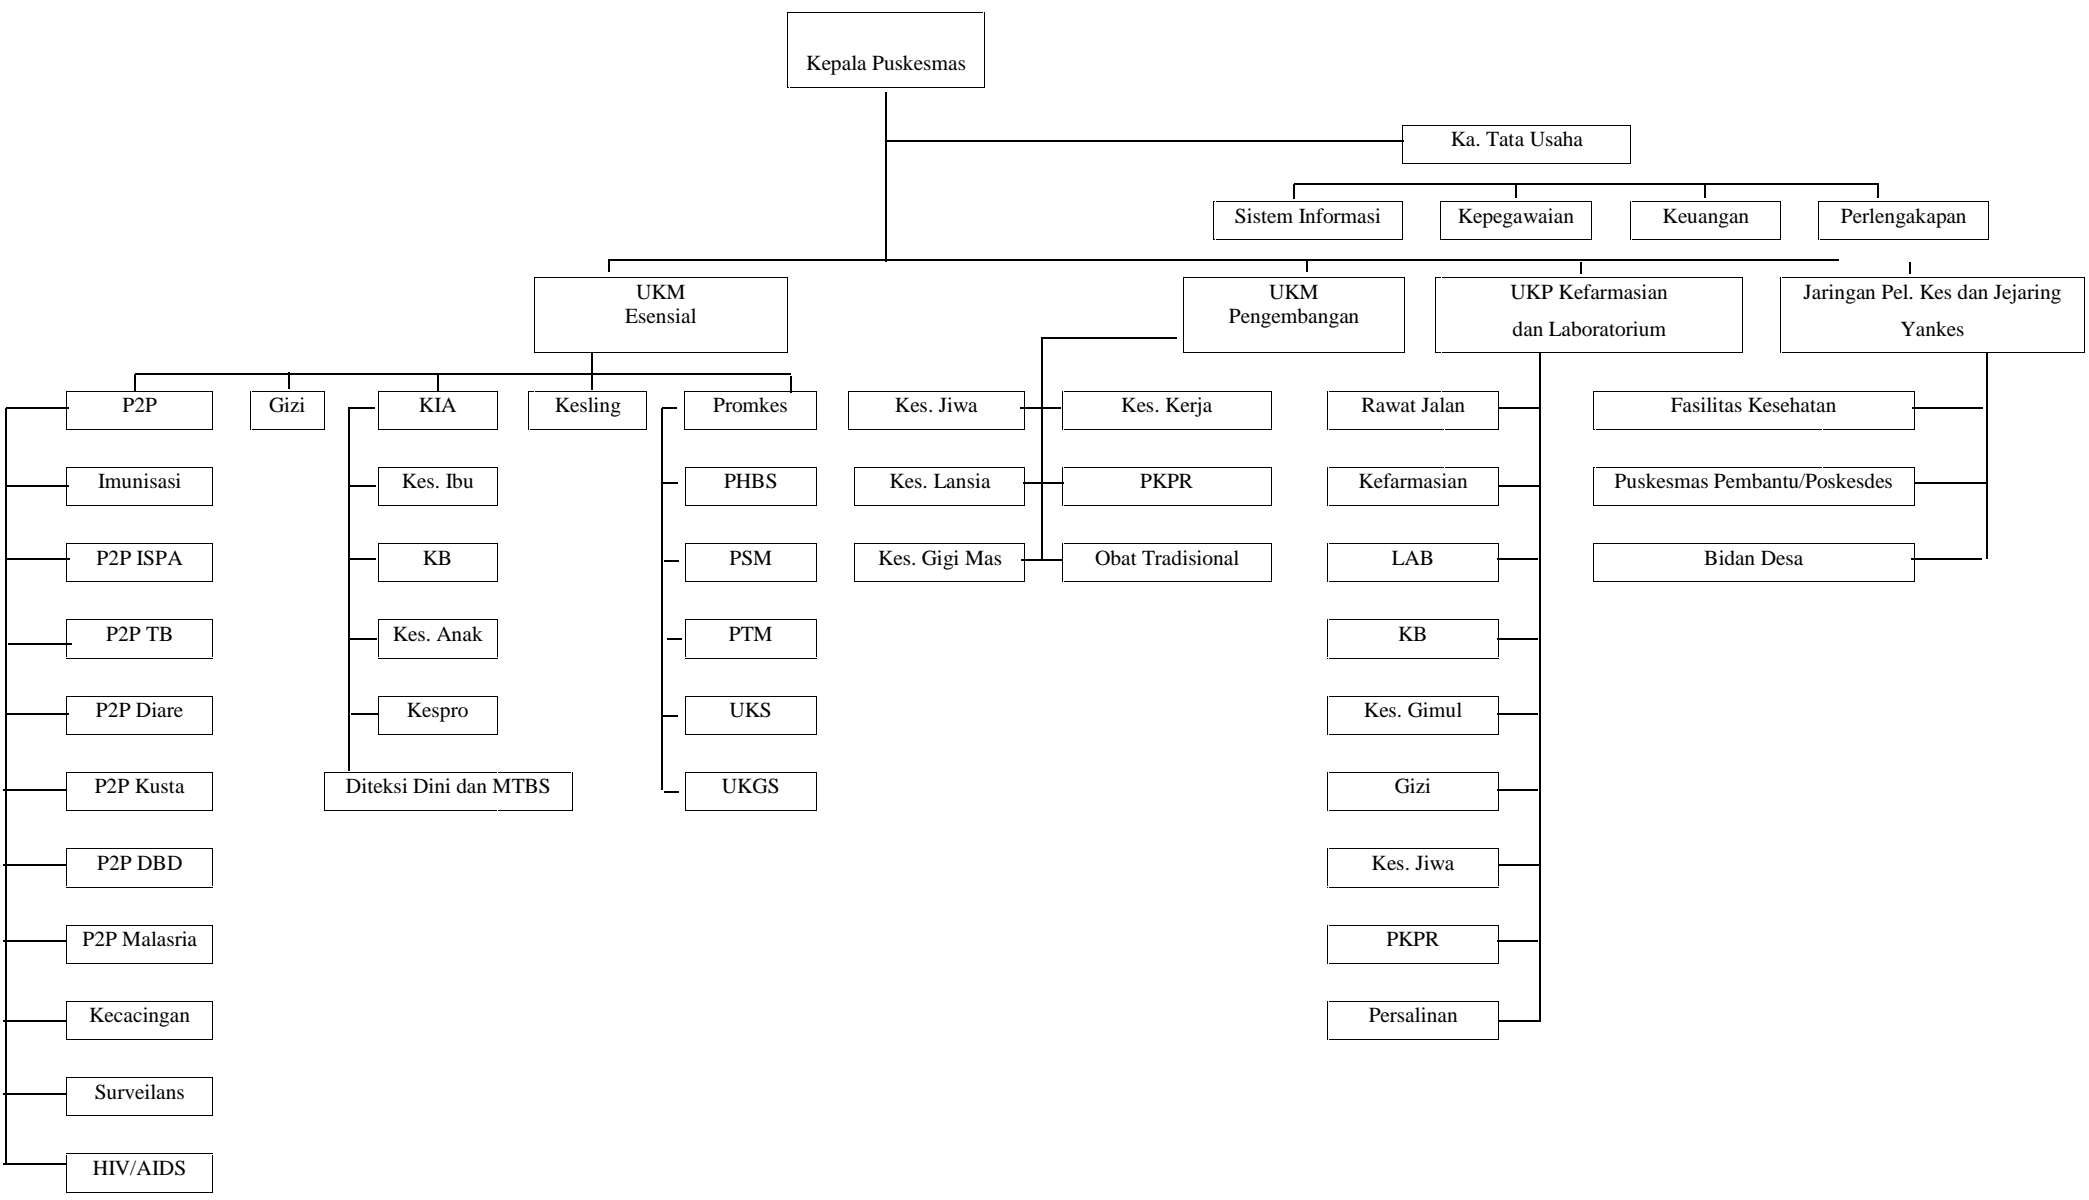 Kepala Puskesmas
Ka. Tata Usaha
Sistem Informasi
Kepegawaian
Keuangan
Perlengakapan
UKM
Esensial
UKM
Pengembangan
UKP Kefarmasian
dan Laboratorium
Jaringan Pel. Kes dan Jejaring
Yankes
P2P
Gizi
KIA
Kesling
Promkes
Kes. Jiwa
Kes. Kerja
Rawat Jalan
Fasilitas Kesehatan
Imunisasi
Kes. Ibu
PHBS
Kes. Lansia
PKPR
Kefarmasian
Puskesmas Pembantu/Poskesdes
P2P ISPA
KB
PSM
Kes. Gigi Mas
Obat Tradisional
LAB
Bidan Desa
P2P TB
Kes. Anak
PTM
KB
P2P Diare
Kespro
UKS
Kes. Gimul
P2P Kusta
Diteksi Dini dan MTBS
UKGS
Gizi
P2P DBD
Kes. Jiwa
P2P Malasria
PKPR
Kecacingan
Persalinan
Surveilans
HIV/AIDS